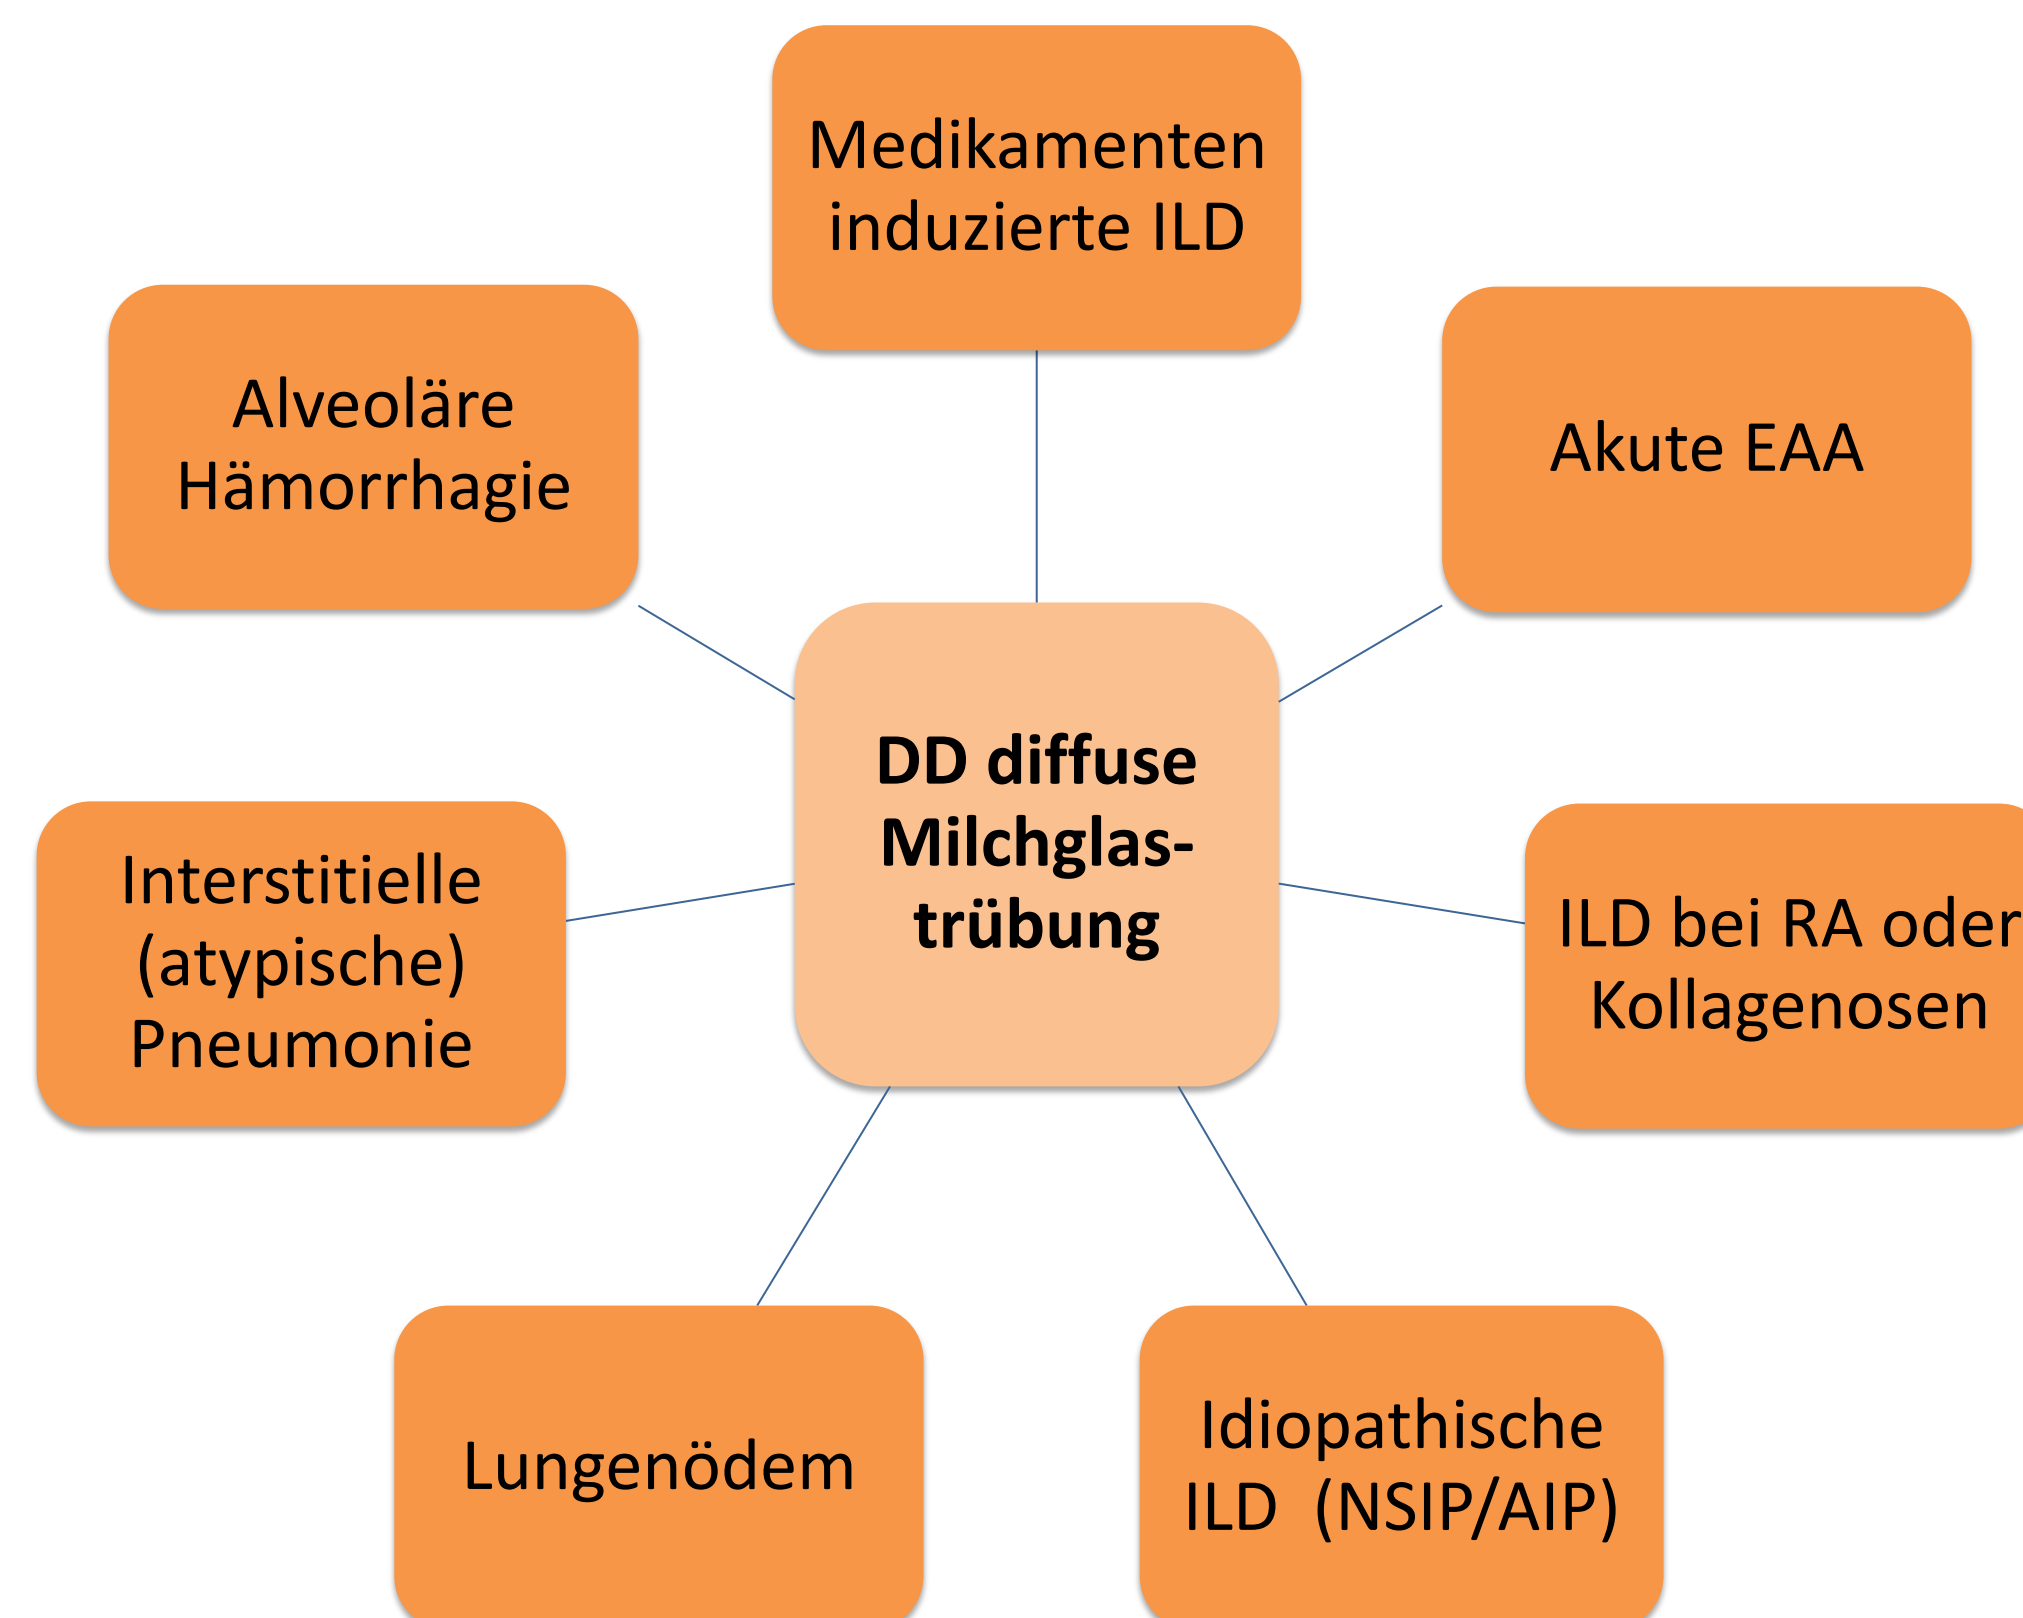 Medikamenten
induzierte ILD
Alveoläre
Hämorrhagie
Akute EAA
DD diffuse
Milchglas-
trübung
Interstitielle
(atypische)
Pneumonie
ILD bei RA oder
Kollagenosen
Lungenödem
Idiopathische
ILD (NSIP/AIP)